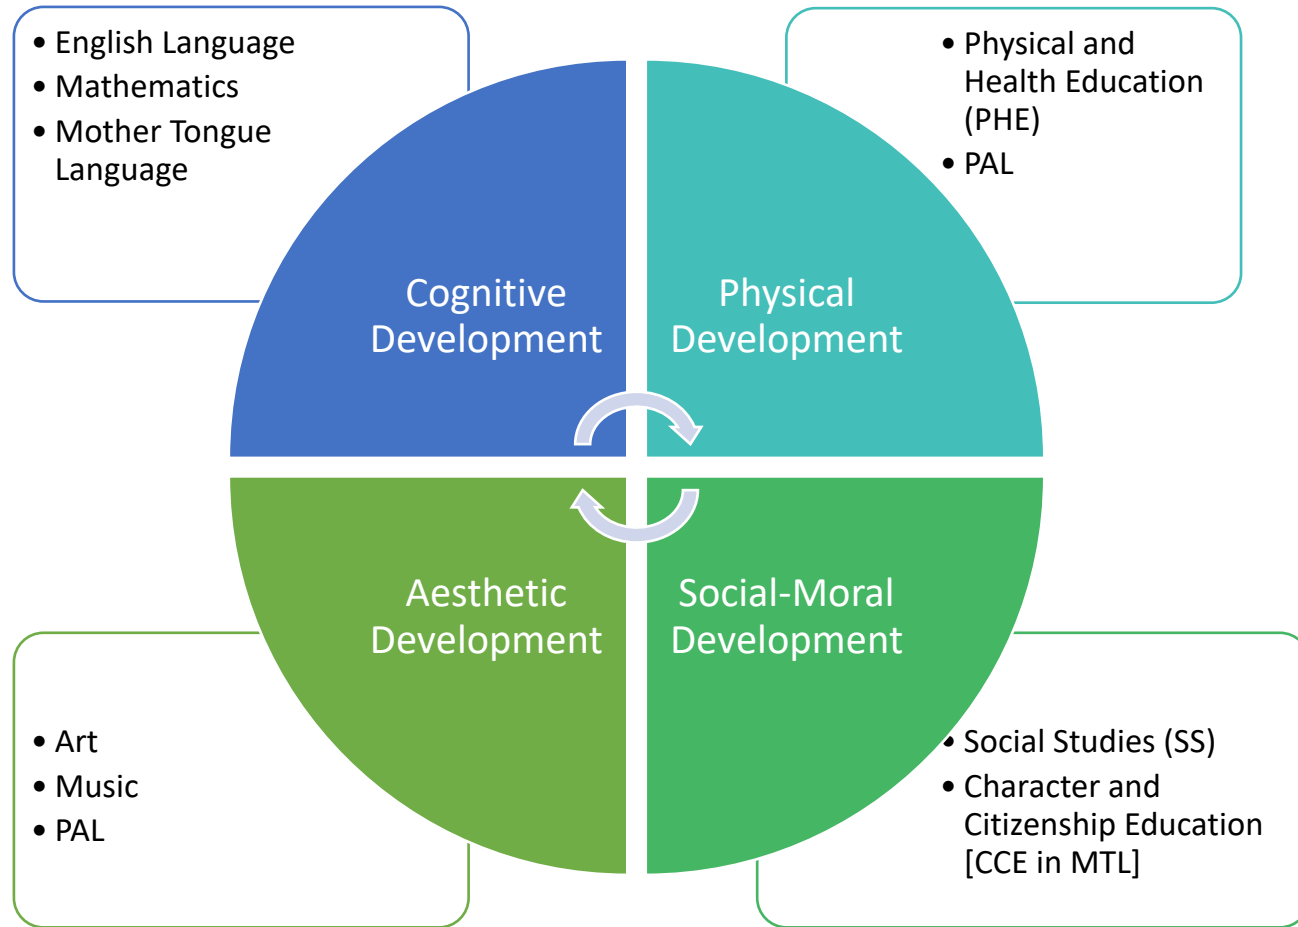 • English Language
• Mathematics
• Mother Tongue
Language
• Physical and
Health Education
(PHE)
• PAL
Cognitive
Development
Physical
Development
Aesthetic
Development
Social-Moral
Development
• Art
• Music
• PAL
• Social Studies (SS)
• Character and
Citizenship Education
[CCE in MTL]